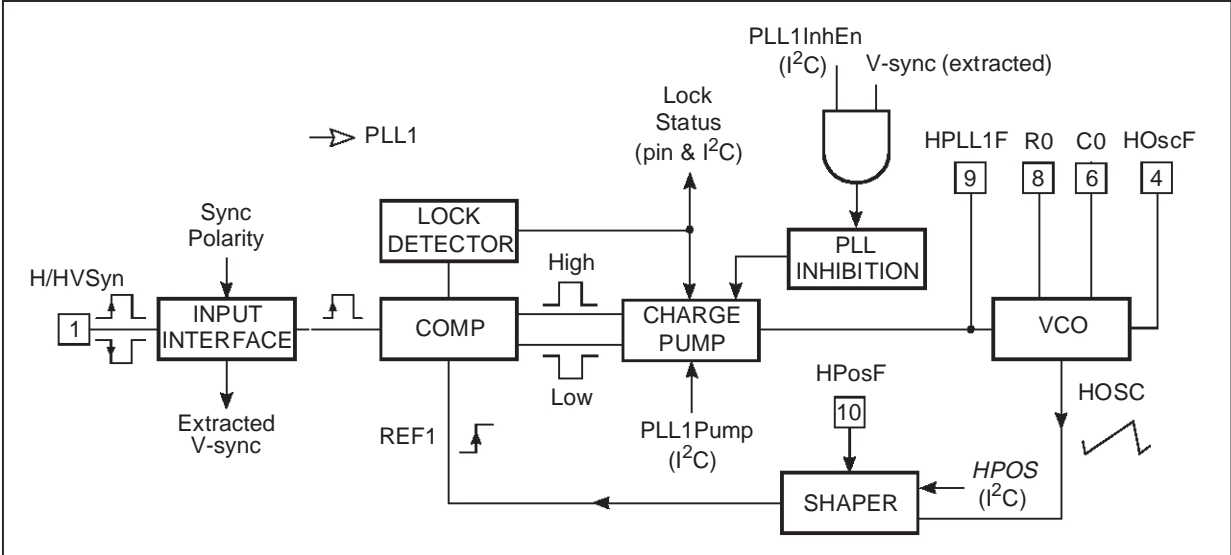 PLL1InhEn
(I²C)
V-sync (extracted)
Lock
Status
(pin & I²C)
PLL1
HPLL1F
R0
C0
HOscF
9
8
6
4
Sync
Polarity
LOCK
DETECTOR
PLL
INHIBITION
H/HVSyn
High
1
INPUT
INTERFACE
COMP
CHARGE
PUMP
VCO
Low
HPosF
HOSC
Extracted
V-sync
REF1
PLL1Pump
(I²C)
10
HPOS
(I²C)
SHAPER